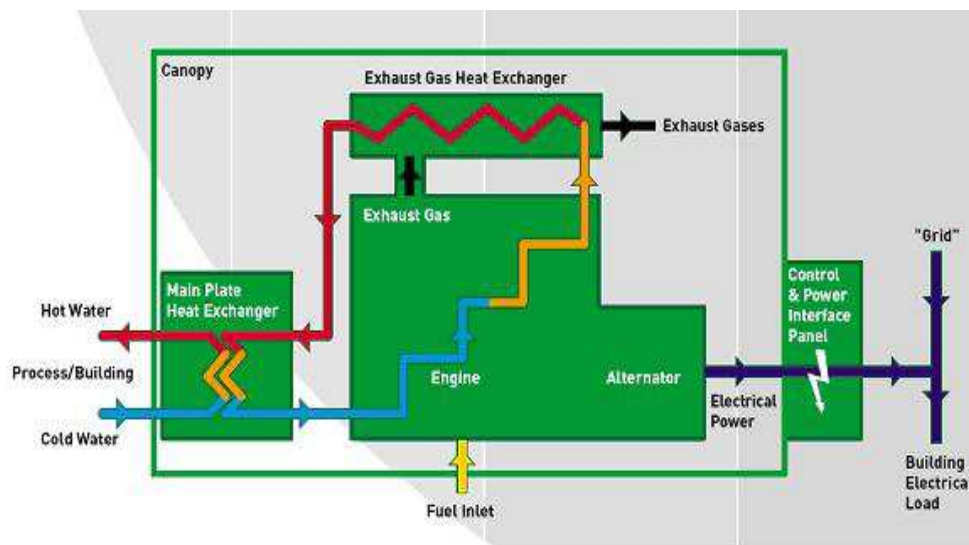 Canopy
Exhaust Gas Heat Exchanger
Exhaust Gases
Exhaust Gas
"Grid"
Main Plate
Heat Exchanger
Control
& Power
Interface
Panel
Hot Water
Process/Building
Cold Water
Engine
Alternator
Electrical
Power
Fuel Inlet
Building
Electrical
Load